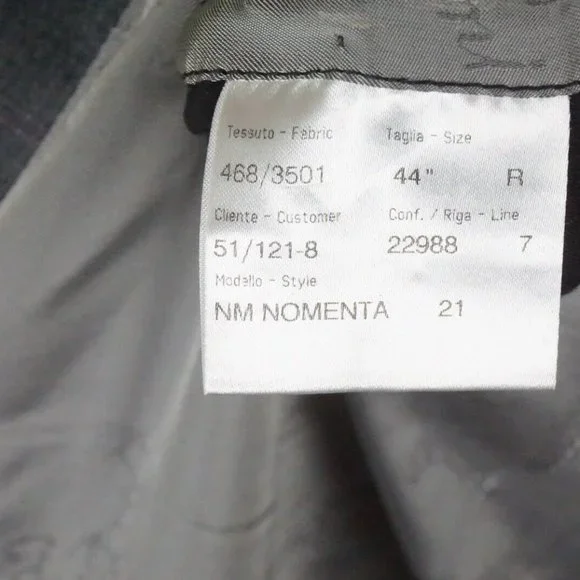 Tessuto - Fabric Taglia - Size
468/3501 44" R
Cliente - Customer Conf. / Riga - Line
51/121-8 22988 7
Modello - Style
NM NOMENTA 21